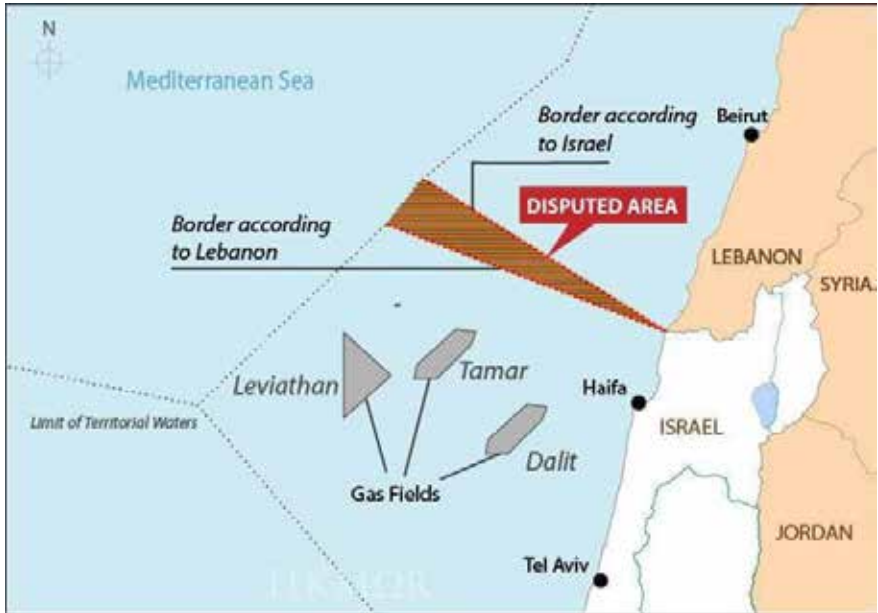 N
Mediterranean Sea
Border according
to Israel
Beirut
DISPUTED AREA
Border according
to Lebanon
LEBANON
SYRIA
Leviathan
Tamar
Haifa
Limit of Territorial Waters
ISRAEL
Dalit
Gas Fields
JORDAN
Tel Aviv